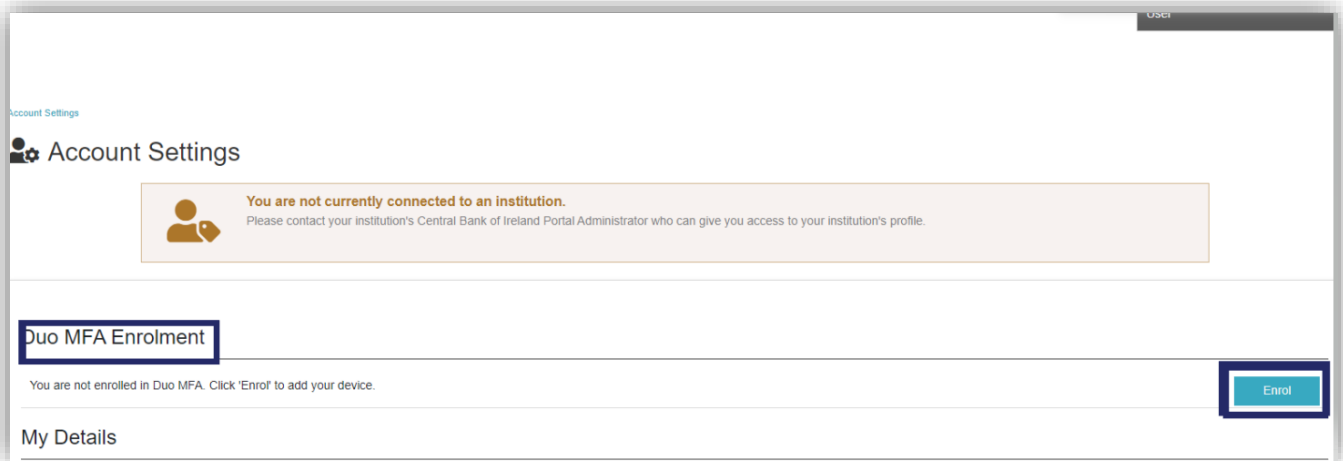 User
Account Settings
Account Settings
You are not currently connected to an institution.
Please contact your institution's Central Bank of Ireland Portal Administrator who can give you access to your institution's profile.
Duo MFA Enrolment
You are not enrolled in Duo MFA. Click 'Enrol' to add your device.
Enrol
My Details